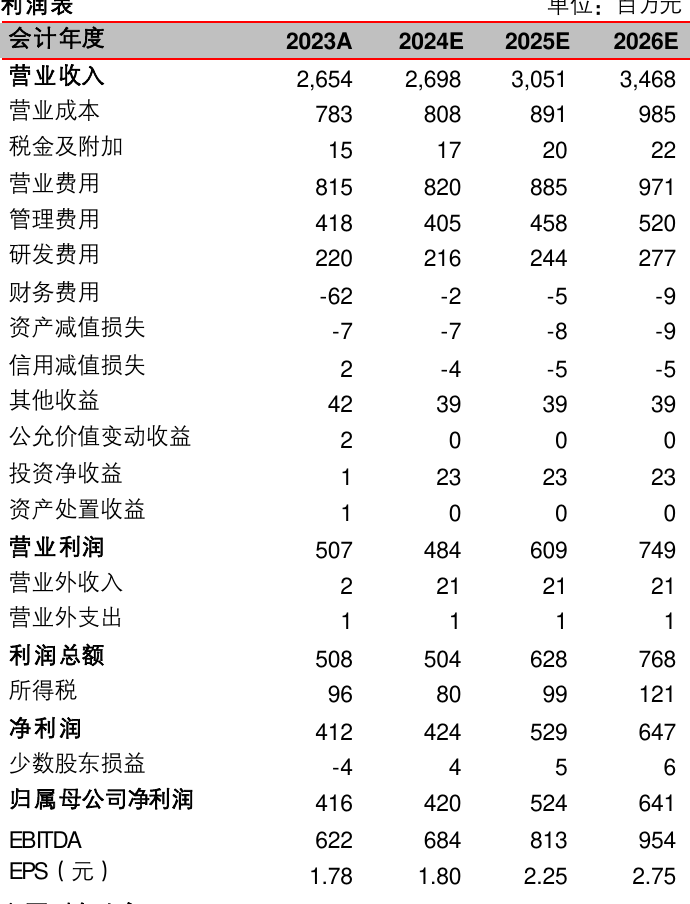 利润表 单位：百万元
会计年度 2023A 2024E 2025E 2026E
营业收入 2,654 2,698 3,051 3,468
营业成本 783 808 891 985
税金及附加 15 17 20 22
营业费用 815 820 885 971
管理费用 418 405 458 520
研发费用 220 216 244 277
财务费用 -62 -2 -5 -9
资产减值损失 -7 -7 -8 -9
信用减值损失 2 -4 -5 -5
其他收益 42 39 39 39
公允价值变动收益 2 0 0 0
投资净收益 1 23 23 23
资产处置收益 1 0 0 0
营业利润 507 484 609 749
营业外收入 2 21 21 21
营业外支出 1 1 1 1
利润总额 508 504 628 768
所得税 96 80 99 121
净利润 412 424 529 647
少数股东损益 -4 4 5 6
归属母公司净利润 416 420 524 641
EBITDA 622 684 813 954
EPS（元） 1.78 1.80 2.25 2.75